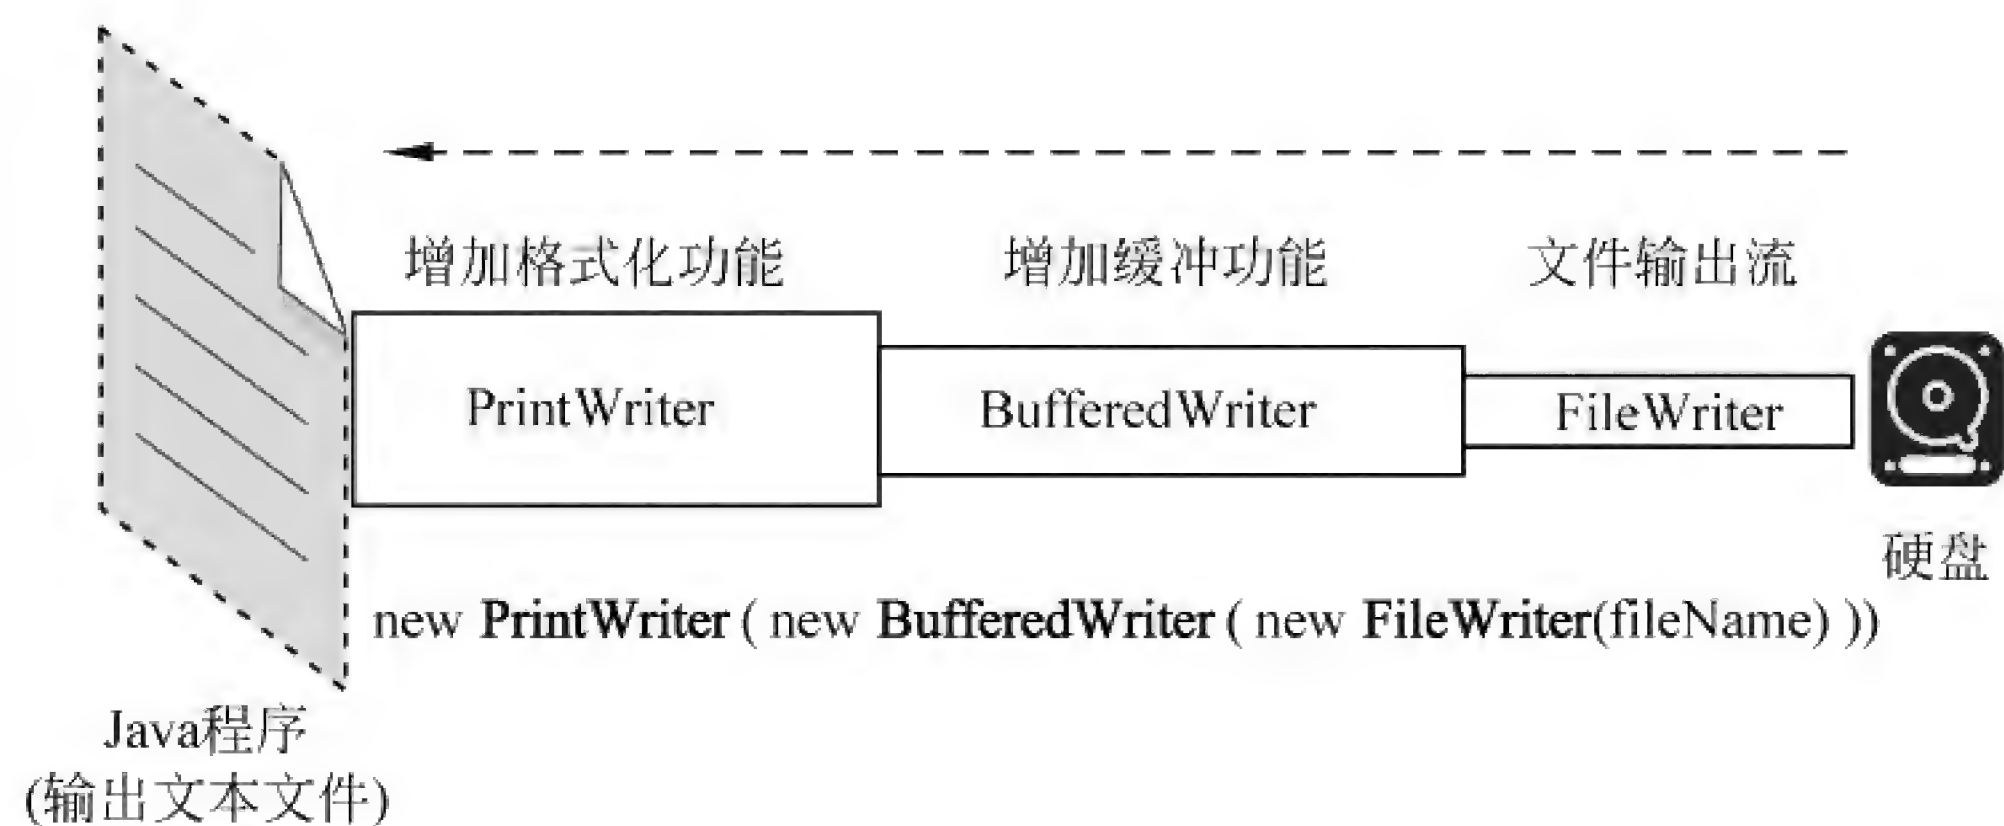 增加格式化功能 增加缓冲功能 文件输出流
PrintWriter BufferedWriter FileWriter
硬盘
new PrintWriter ( new BufferedWriter ( new FileWriter(fileName) ))
Java程序
(输出文本文件)